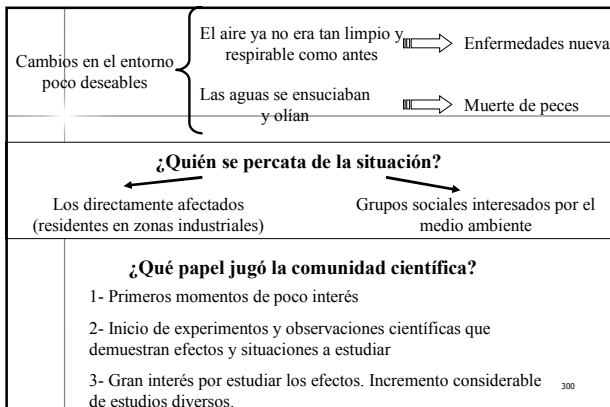 El aire ya no era tan limpio y
respirable como antes
Enfermedades nueva
Cambios en el entorno
poco deseables
Las aguas se ensuciaban
y olían
Muerte de peces
¿Quién se percata de la situación?
Los directamente afectados
(residentes en zonas industriales)
Grupos sociales interesados por el
medio ambiente
¿Qué papel jugó la comunidad científica?
1- Primeros momentos de poco interés
2- Inicio de experimentos y observaciones científicas que
demuestran efectos y situaciones a estudiar
3- Gran interés por estudiar los efectos. Incremento considerable
de estudios diversos.
300